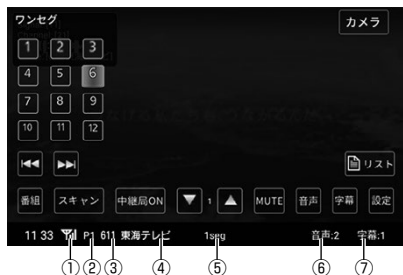 ワンセグ
カメラ
1 2 3
4 5 6
7 8 9
10 11 12
リスト
番組 スキャン 中継局ON 1 MUTE 音声 字幕 設定
11 33 P1 611 東海テレビ 1seg 音声:2 字幕:1
① ② ③ ④ ⑤ ⑥ ⑦